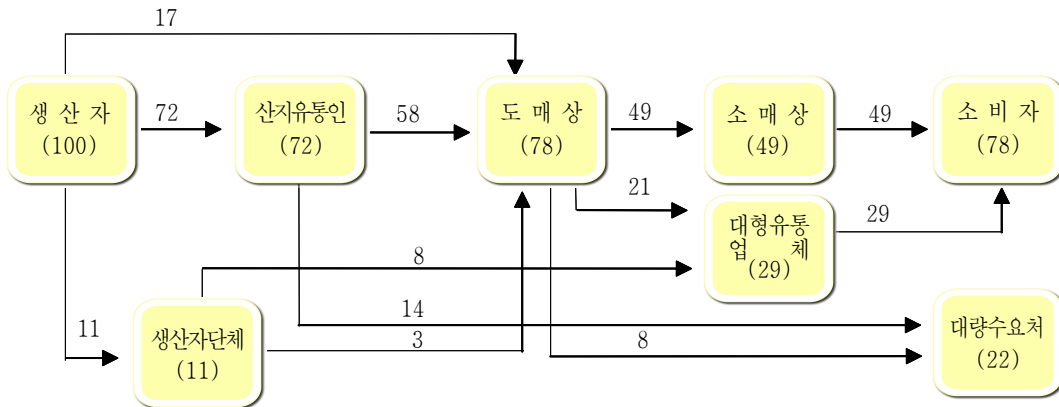 17
생 산 자
(100)
72
산지유통인
(72)
58
도 매 상
(78)
49
소 매 상
(49)
49
소 비 자
(78)
21
대형유통
업 체
(29)
29
8
11
생산자단체
(11)
14
3
8
대량수요처
(22)